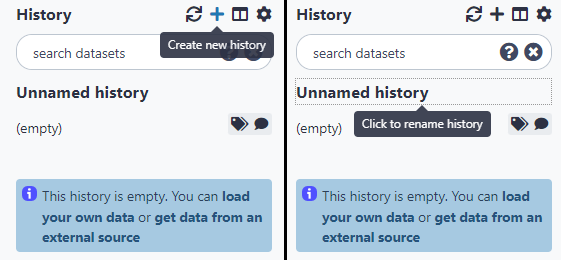 History
Create new history
search datasets
Unnamed history
(empty)
This history is empty. You can load
your own data or get data from an
external source
History
search datasets
Unnamed history
Click to rename history
(empty)
This history is empty. You can load
your own data or get data from an
external source